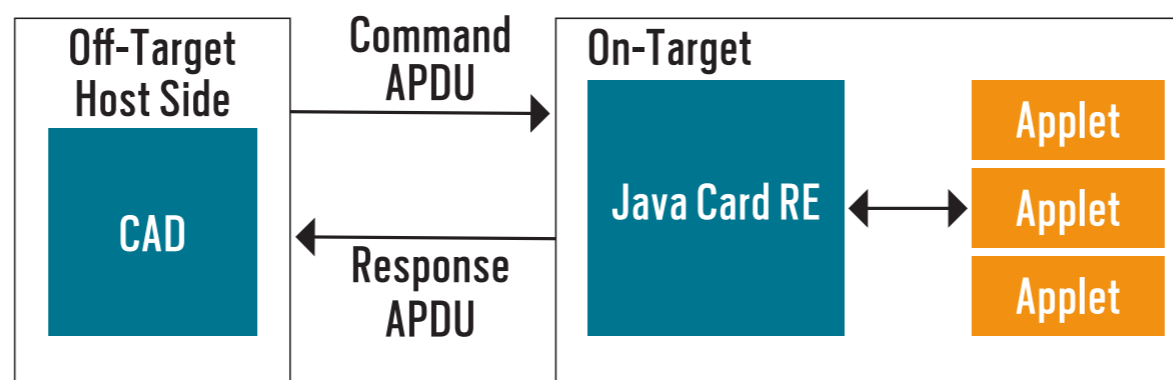 Off-Target
Host Side
CAD
Command
APDU
Response
APDU
On-Target
Java Card RE
Applet
Applet
Applet